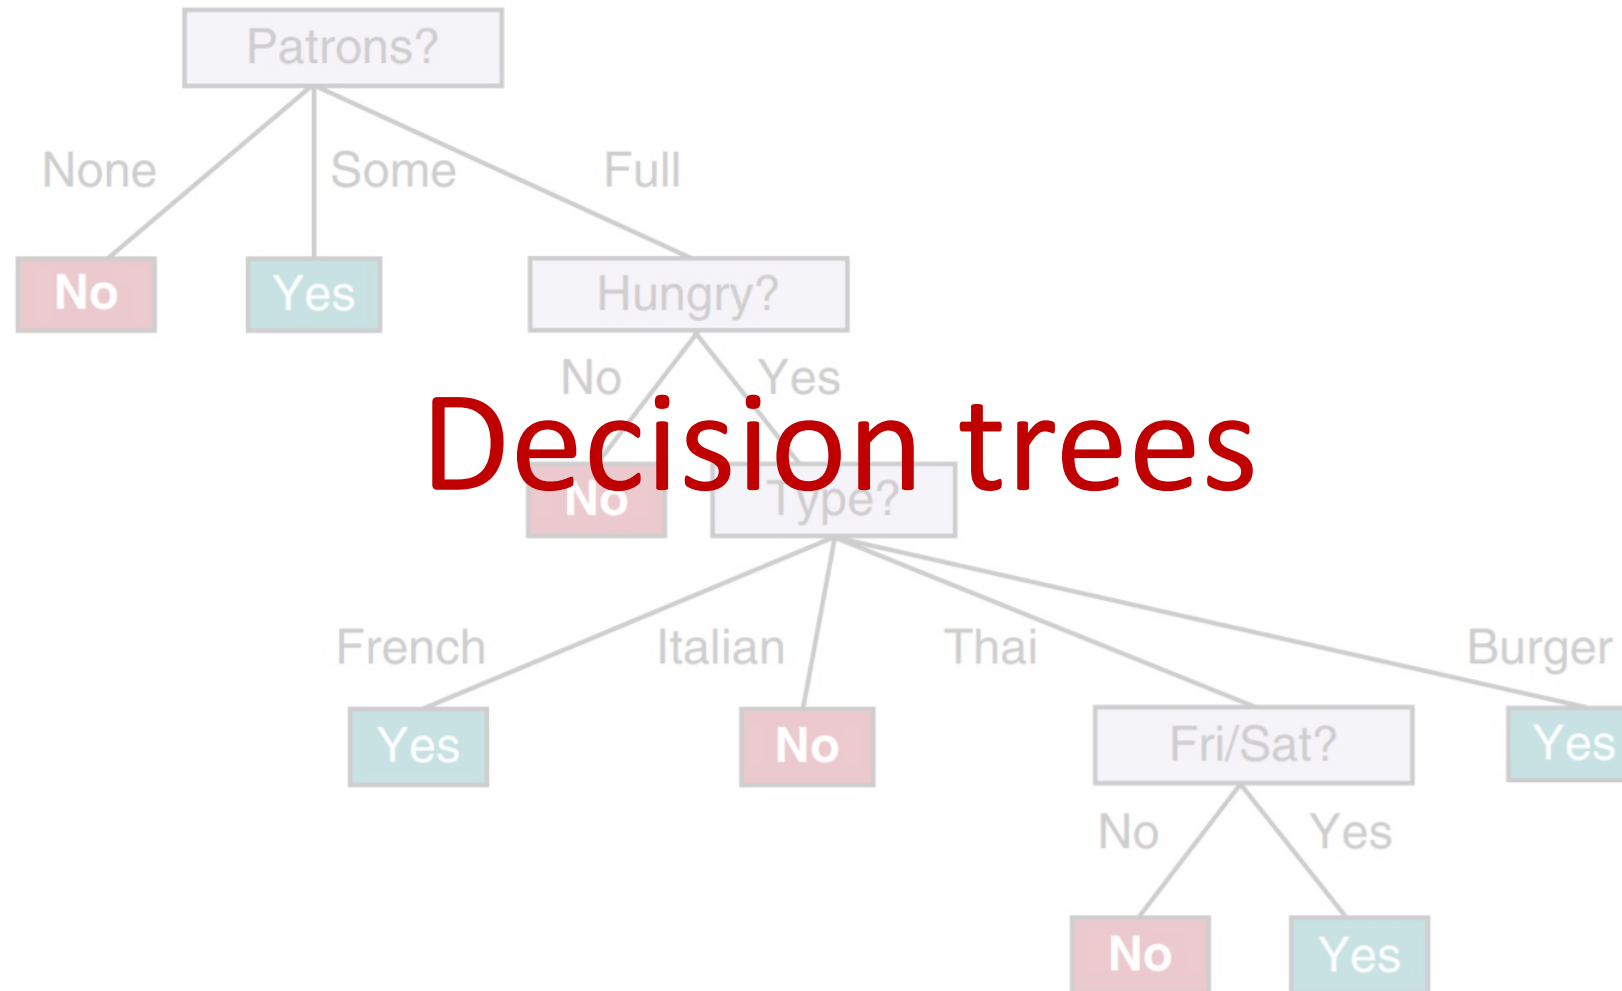 Patrons?
None Some Full
No Yes Hungry?
No Yes
Decision trees
No Type?
French Italian Thai Burger
Yes No Fri/Sat? Yes
No Yes
No Yes